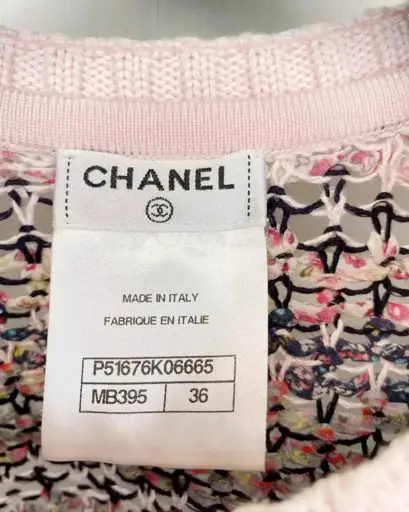 CHANEL
MADE IN ITALY
FABRIQUE EN ITALIE
P51676K06665
MB395 36